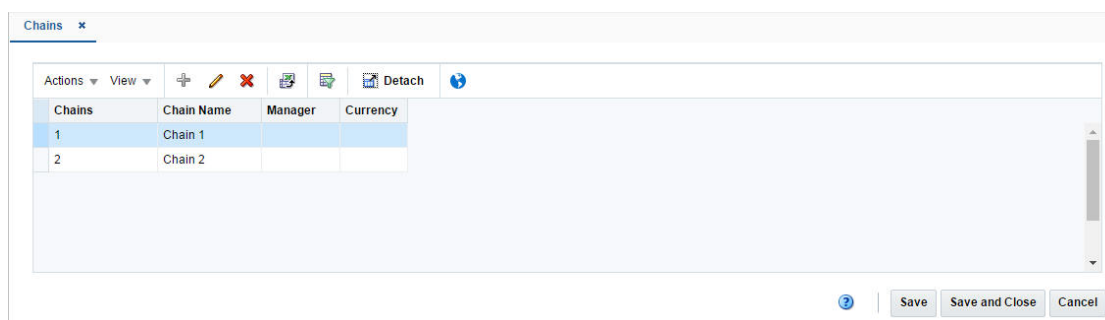 Chains ×
Actions View Detach
Chains Chain Name Manager Currency
1 Chain 1
2 Chain 2
? Save Save and Close Cancel